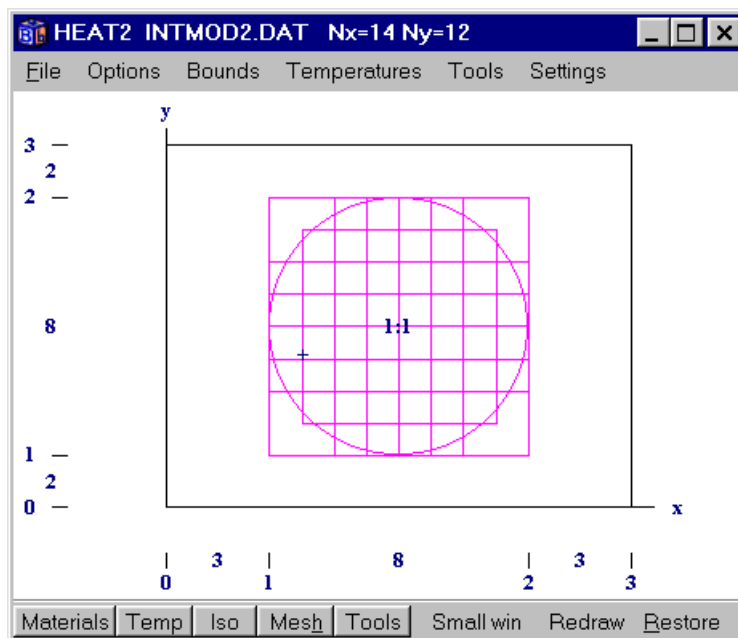 HEAT2 INTMOD2.DAT Nx=14 Ny=12
File Options Bounds Temperatures Tools Settings
y
3
2
2
8
1:1
1
2
0
x
3 8 3
0 1 2 3
Materials Temp Iso Mesh Tools Small win Redraw Restore